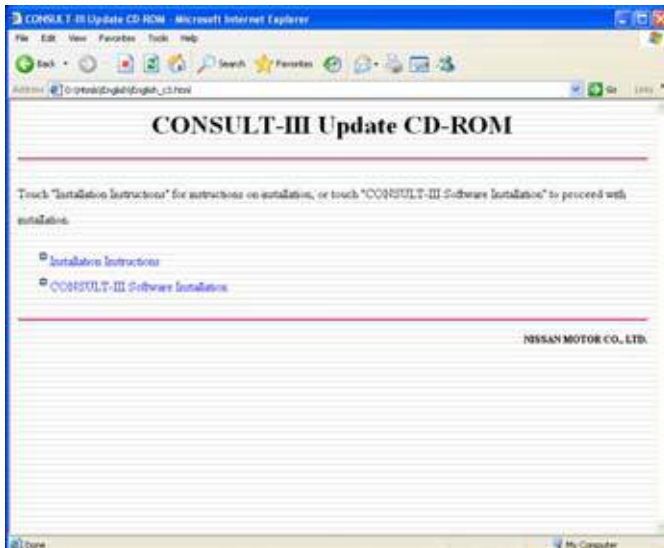 CONSULT-III Update CD-ROM - Microsoft Internet Explorer
File Edit View Favorites Tools Help
Back Search Favorites
Address Go Links
CONSULT-III Update CD-ROM
Touch "Installation Instructions" for instructions on installation, or touch "CONSULT-III Software Installation" to proceed with
installation.
Installation Instructions
CONSULT-III Software Installation
NISSAN MOTOR CO., LTD.
Done My Computer